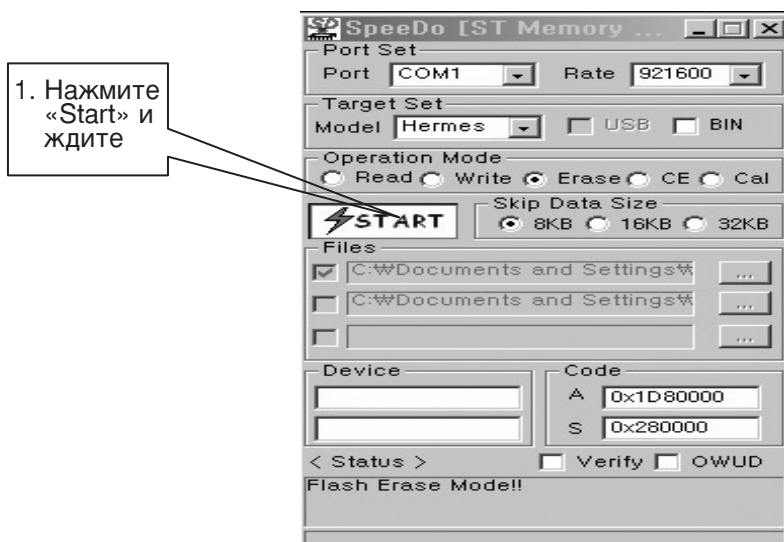 1. Нажмите
«Start» и
ждите
SpeeDo [ST Memory ...
Port Set
Port COM1 Rate 921600
Target Set
Model Hermes USB BIN
Operation Mode
Read Write Erase CE Cal
START
Skip Data Size
8KB 16KB 32KB
Files
C:₩Documents and Settings₩ ...
C:₩Documents and Settings₩ ...
...
Device
Code
A 0x1D80000
S 0x280000
< Status > Verify OWUD
Flash Erase Mode!!